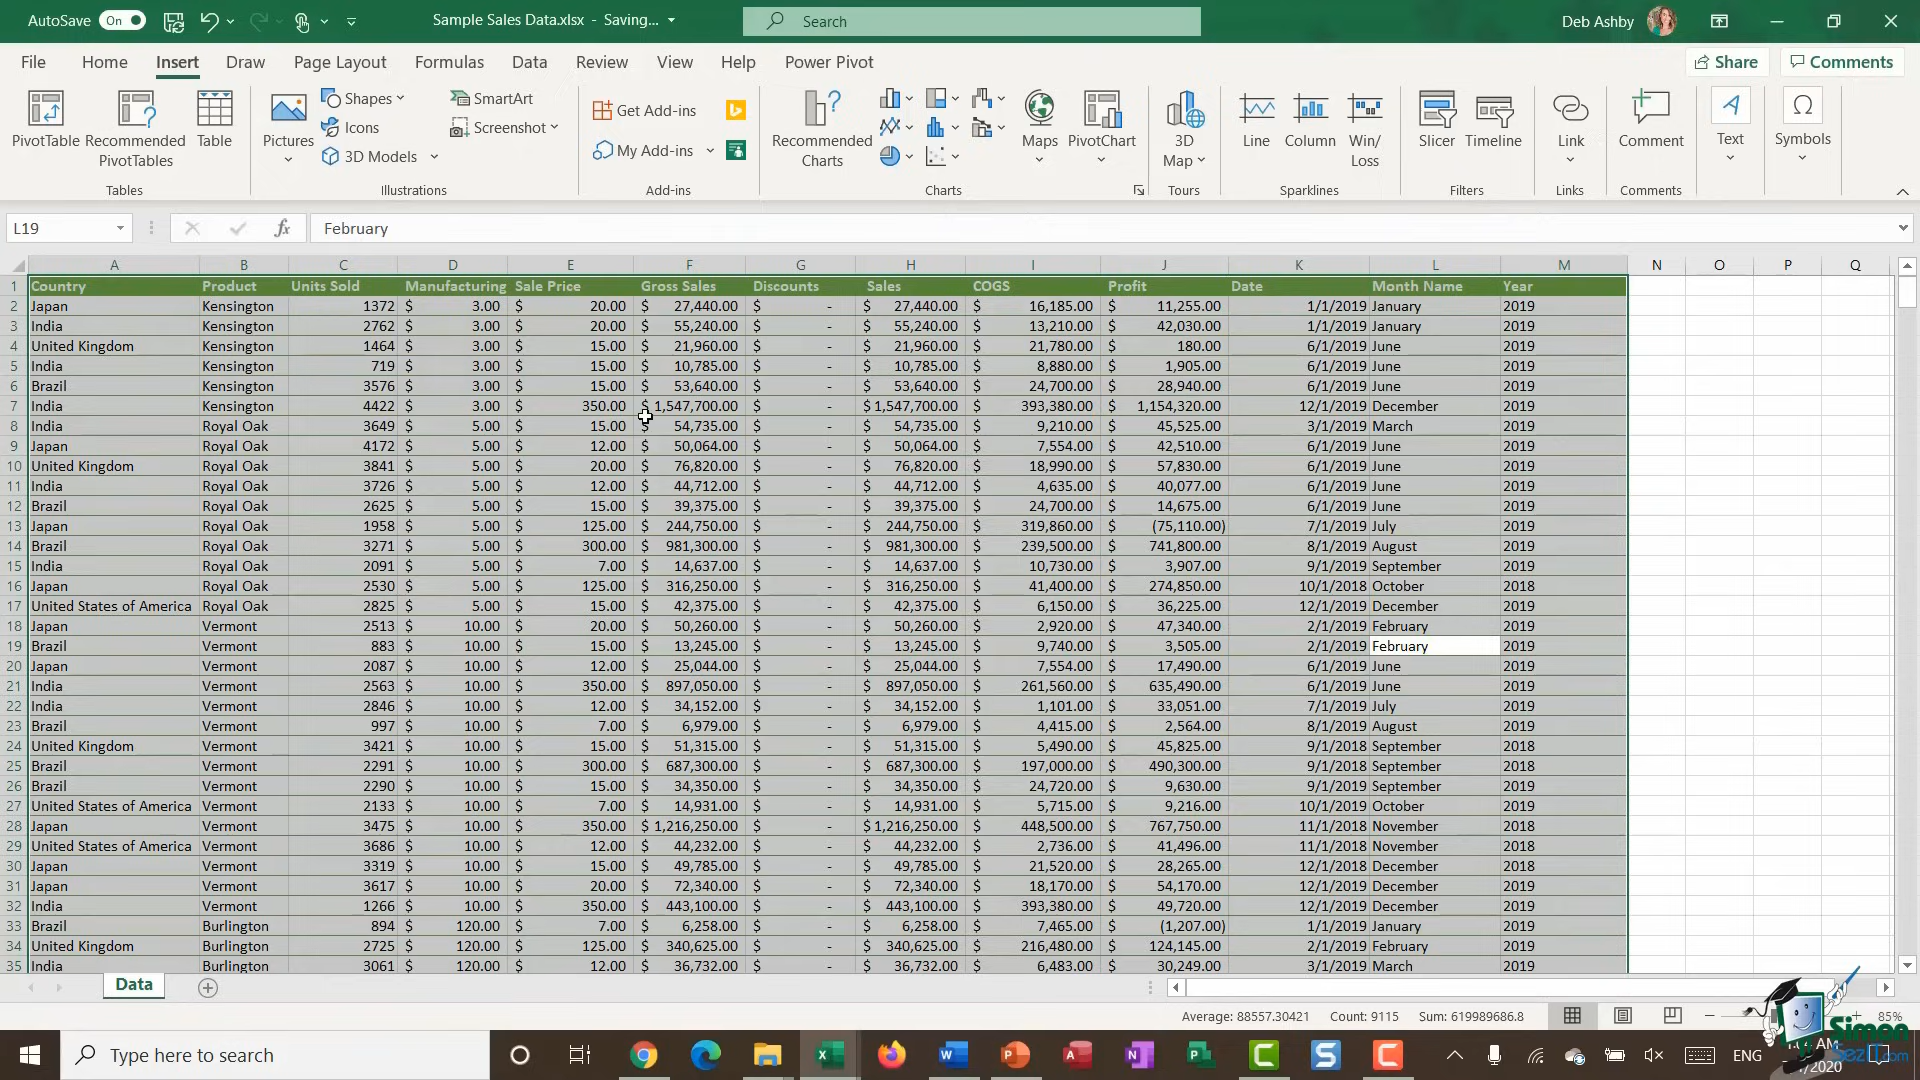 AutoSave On Sample Sales Data.xlsx - Saving... Search Deb Ashby
File Home Insert Draw Page Layout Formulas Data Review View Help Power Pivot Share Comments
PivotTable Recommended PivotTables Table Pictures Shapes Icons 3D Models SmartArt Screenshot Get Add-ins My Add-ins Recommended Charts Maps PivotChart 3D Map Line Column Win/Loss Slicer Timeline Link Comment Text Symbols
Tables Illustrations Add-ins Charts Tours Sparklines Filters Links Comments
L19 fx February
A B C D E F G H I J K L M N O P Q
1 Country Product Units Sold Manufacturing Sale Price Gross Sales Discounts Sales COGS Profit Date Month Name Year
2 Japan Kensington 1372 $ 3.00 $ 20.00 $ 27,440.00 $ - $ 27,440.00 $ 16,185.00 $ 11,255.00 1/1/2019 January 2019
3 India Kensington 2762 $ 3.00 $ 20.00 $ 55,240.00 $ - $ 55,240.00 $ 13,210.00 $ 42,030.00 1/1/2019 January 2019
4 United Kingdom Kensington 1464 $ 3.00 $ 15.00 $ 21,960.00 $ - $ 21,960.00 $ 21,780.00 $ 180.00 6/1/2019 June 2019
5 India Kensington 719 $ 3.00 $ 15.00 $ 10,785.00 $ - $ 10,785.00 $ 8,880.00 $ 1,905.00 6/1/2019 June 2019
6 Brazil Kensington 3576 $ 3.00 $ 15.00 $ 53,640.00 $ - $ 53,640.00 $ 24,700.00 $ 28,940.00 6/1/2019 June 2019
7 India Kensington 4422 $ 3.00 $ 350.00 $ 1,547,700.00 $ - $ 1,547,700.00 $ 393,380.00 $ 1,154,320.00 12/1/2019 December 2019
8 India Royal Oak 3649 $ 5.00 $ 15.00 $ 54,735.00 $ - $ 54,735.00 $ 9,210.00 $ 45,525.00 3/1/2019 March 2019
9 Japan Royal Oak 4172 $ 5.00 $ 12.00 $ 50,064.00 $ - $ 50,064.00 $ 7,554.00 $ 42,510.00 6/1/2019 June 2019
10 United Kingdom Royal Oak 3841 $ 5.00 $ 20.00 $ 76,820.00 $ - $ 76,820.00 $ 18,990.00 $ 57,830.00 6/1/2019 June 2019
11 India Royal Oak 3726 $ 5.00 $ 12.00 $ 44,712.00 $ - $ 44,712.00 $ 4,635.00 $ 40,077.00 6/1/2019 June 2019
12 Brazil Royal Oak 2625 $ 5.00 $ 15.00 $ 39,375.00 $ - $ 39,375.00 $ 24,700.00 $ 14,675.00 6/1/2019 June 2019
13 Japan Royal Oak 1958 $ 5.00 $ 125.00 $ 244,750.00 $ - $ 244,750.00 $ 319,860.00 $ (75,110.00) 7/1/2019 July 2019
14 Brazil Royal Oak 3271 $ 5.00 $ 300.00 $ 981,300.00 $ - $ 981,300.00 $ 239,500.00 $ 741,800.00 8/1/2019 August 2019
15 India Royal Oak 2091 $ 5.00 $ 7.00 $ 14,637.00 $ - $ 14,637.00 $ 10,730.00 $ 3,907.00 9/1/2019 September 2019
16 Japan Royal Oak 2530 $ 5.00 $ 125.00 $ 316,250.00 $ - $ 316,250.00 $ 41,400.00 $ 274,850.00 10/1/2018 October 2018
17 United States of America Royal Oak 2825 $ 5.00 $ 15.00 $ 42,375.00 $ - $ 42,375.00 $ 6,150.00 $ 36,225.00 12/1/2019 December 2019
18 Japan Vermont 2513 $ 10.00 $ 20.00 $ 50,260.00 $ - $ 50,260.00 $ 2,920.00 $ 47,340.00 2/1/2019 February 2019
19 Brazil Vermont 883 $ 10.00 $ 15.00 $ 13,245.00 $ - $ 13,245.00 $ 9,740.00 $ 3,505.00 2/1/2019 February 2019
20 Japan Vermont 2087 $ 10.00 $ 12.00 $ 25,044.00 $ - $ 25,044.00 $ 7,554.00 $ 17,490.00 6/1/2019 June 2019
21 India Vermont 2563 $ 10.00 $ 350.00 $ 897,050.00 $ - $ 897,050.00 $ 261,560.00 $ 635,490.00 6/1/2019 June 2019
22 India Vermont 2846 $ 10.00 $ 12.00 $ 34,152.00 $ - $ 34,152.00 $ 1,101.00 $ 33,051.00 7/1/2019 July 2019
23 Brazil Vermont 997 $ 10.00 $ 7.00 $ 6,979.00 $ - $ 6,979.00 $ 4,415.00 $ 2,564.00 8/1/2019 August 2019
24 United Kingdom Vermont 3421 $ 10.00 $ 15.00 $ 51,315.00 $ - $ 51,315.00 $ 5,490.00 $ 45,825.00 9/1/2018 September 2018
25 Brazil Vermont 2291 $ 10.00 $ 300.00 $ 687,300.00 $ - $ 687,300.00 $ 197,000.00 $ 490,300.00 9/1/2018 September 2018
26 Brazil Vermont 2290 $ 10.00 $ 15.00 $ 34,350.00 $ - $ 34,350.00 $ 24,720.00 $ 9,630.00 9/1/2019 September 2019
27 United States of America Vermont 2133 $ 10.00 $ 7.00 $ 14,931.00 $ - $ 14,931.00 $ 5,715.00 $ 9,216.00 10/1/2019 October 2019
28 Japan Vermont 3475 $ 10.00 $ 350.00 $ 1,216,250.00 $ - $ 1,216,250.00 $ 448,500.00 $ 767,750.00 11/1/2018 November 2018
29 United States of America Vermont 3686 $ 10.00 $ 12.00 $ 44,232.00 $ - $ 44,232.00 $ 2,736.00 $ 41,496.00 11/1/2018 November 2018
30 Japan Vermont 3319 $ 10.00 $ 15.00 $ 49,785.00 $ - $ 49,785.00 $ 21,520.00 $ 28,265.00 12/1/2018 December 2018
31 Japan Vermont 3617 $ 10.00 $ 20.00 $ 72,340.00 $ - $ 72,340.00 $ 18,170.00 $ 54,170.00 12/1/2019 December 2019
32 India Vermont 1266 $ 10.00 $ 350.00 $ 443,100.00 $ - $ 443,100.00 $ 393,380.00 $ 49,720.00 12/1/2019 December 2019
33 Brazil Burlington 894 $ 120.00 $ 7.00 $ 6,258.00 $ - $ 6,258.00 $ 7,465.00 $ (1,207.00) 1/1/2019 January 2019
34 United Kingdom Burlington 2725 $ 120.00 $ 125.00 $ 340,625.00 $ - $ 340,625.00 $ 216,480.00 $ 124,145.00 2/1/2019 February 2019
35 India Burlington 3061 $ 120.00 $ 12.00 $ 36,732.00 $ - $ 36,732.00 $ 6,483.00 $ 30,249.00 3/1/2019 March 2019
Data
Average: 88557.30421 Count: 9115 Sum: 619989686.8 85%
Type here to search ENG AM
Simon
SezIT.com
/2020